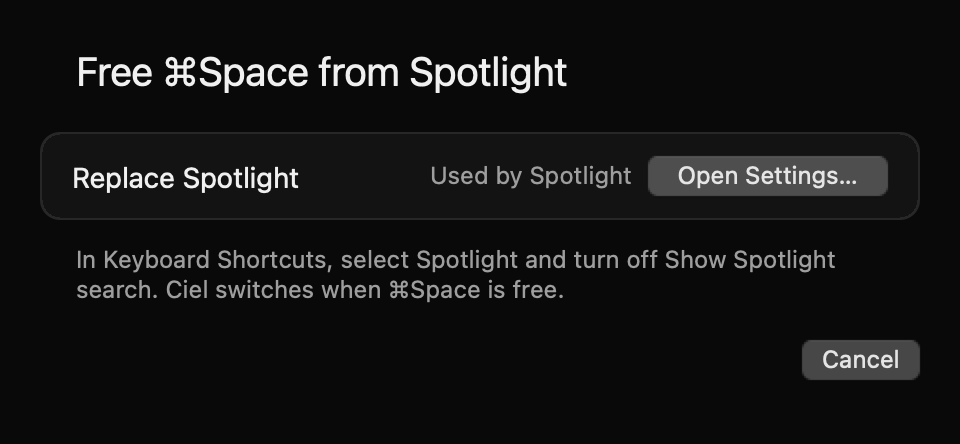 Free ⌘Space from Spotlight
Replace Spotlight Used by Spotlight Open Settings...
In Keyboard Shortcuts, select Spotlight and turn off Show Spotlight
search. Ciel switches when ⌘Space is free.
Cancel